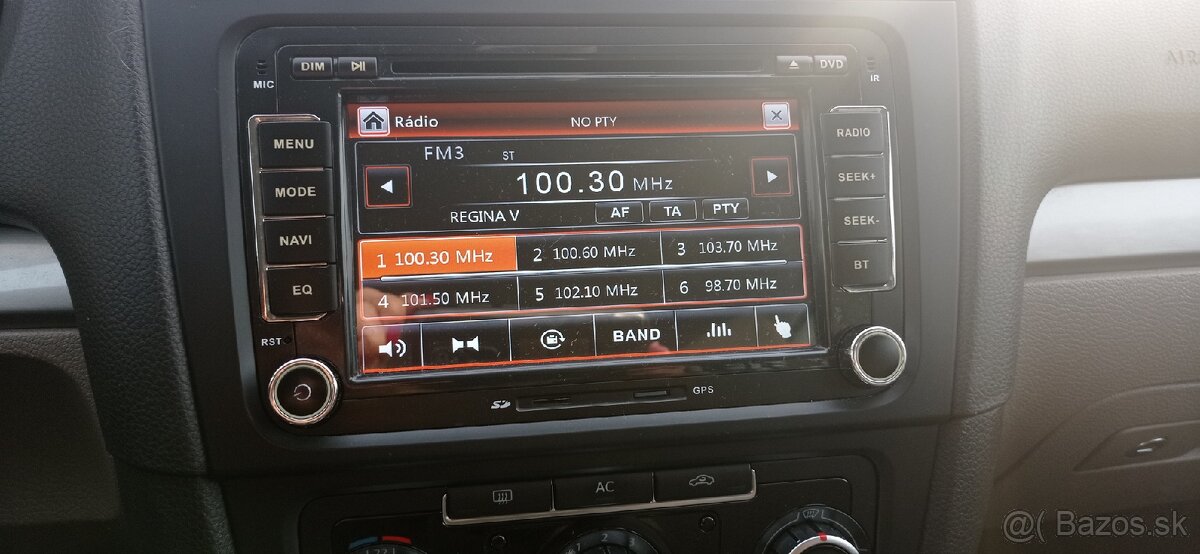 DIM
DVD
MIC
IR
AIR
Rádio NO PTY
MENU
MODE
NAVI
EQ
RST
RADIO
SEEK+
SEEK-
BT
FM3 ST
100.30 MHz
REGINA V AF TA PTY
1 100.30 MHz 2 100.60 MHz 3 103.70 MHz
4 101.50 MHz 5 102.10 MHz 6 98.70 MHz
BAND
SD GPS
AC
2
L
@( Bazos.sk